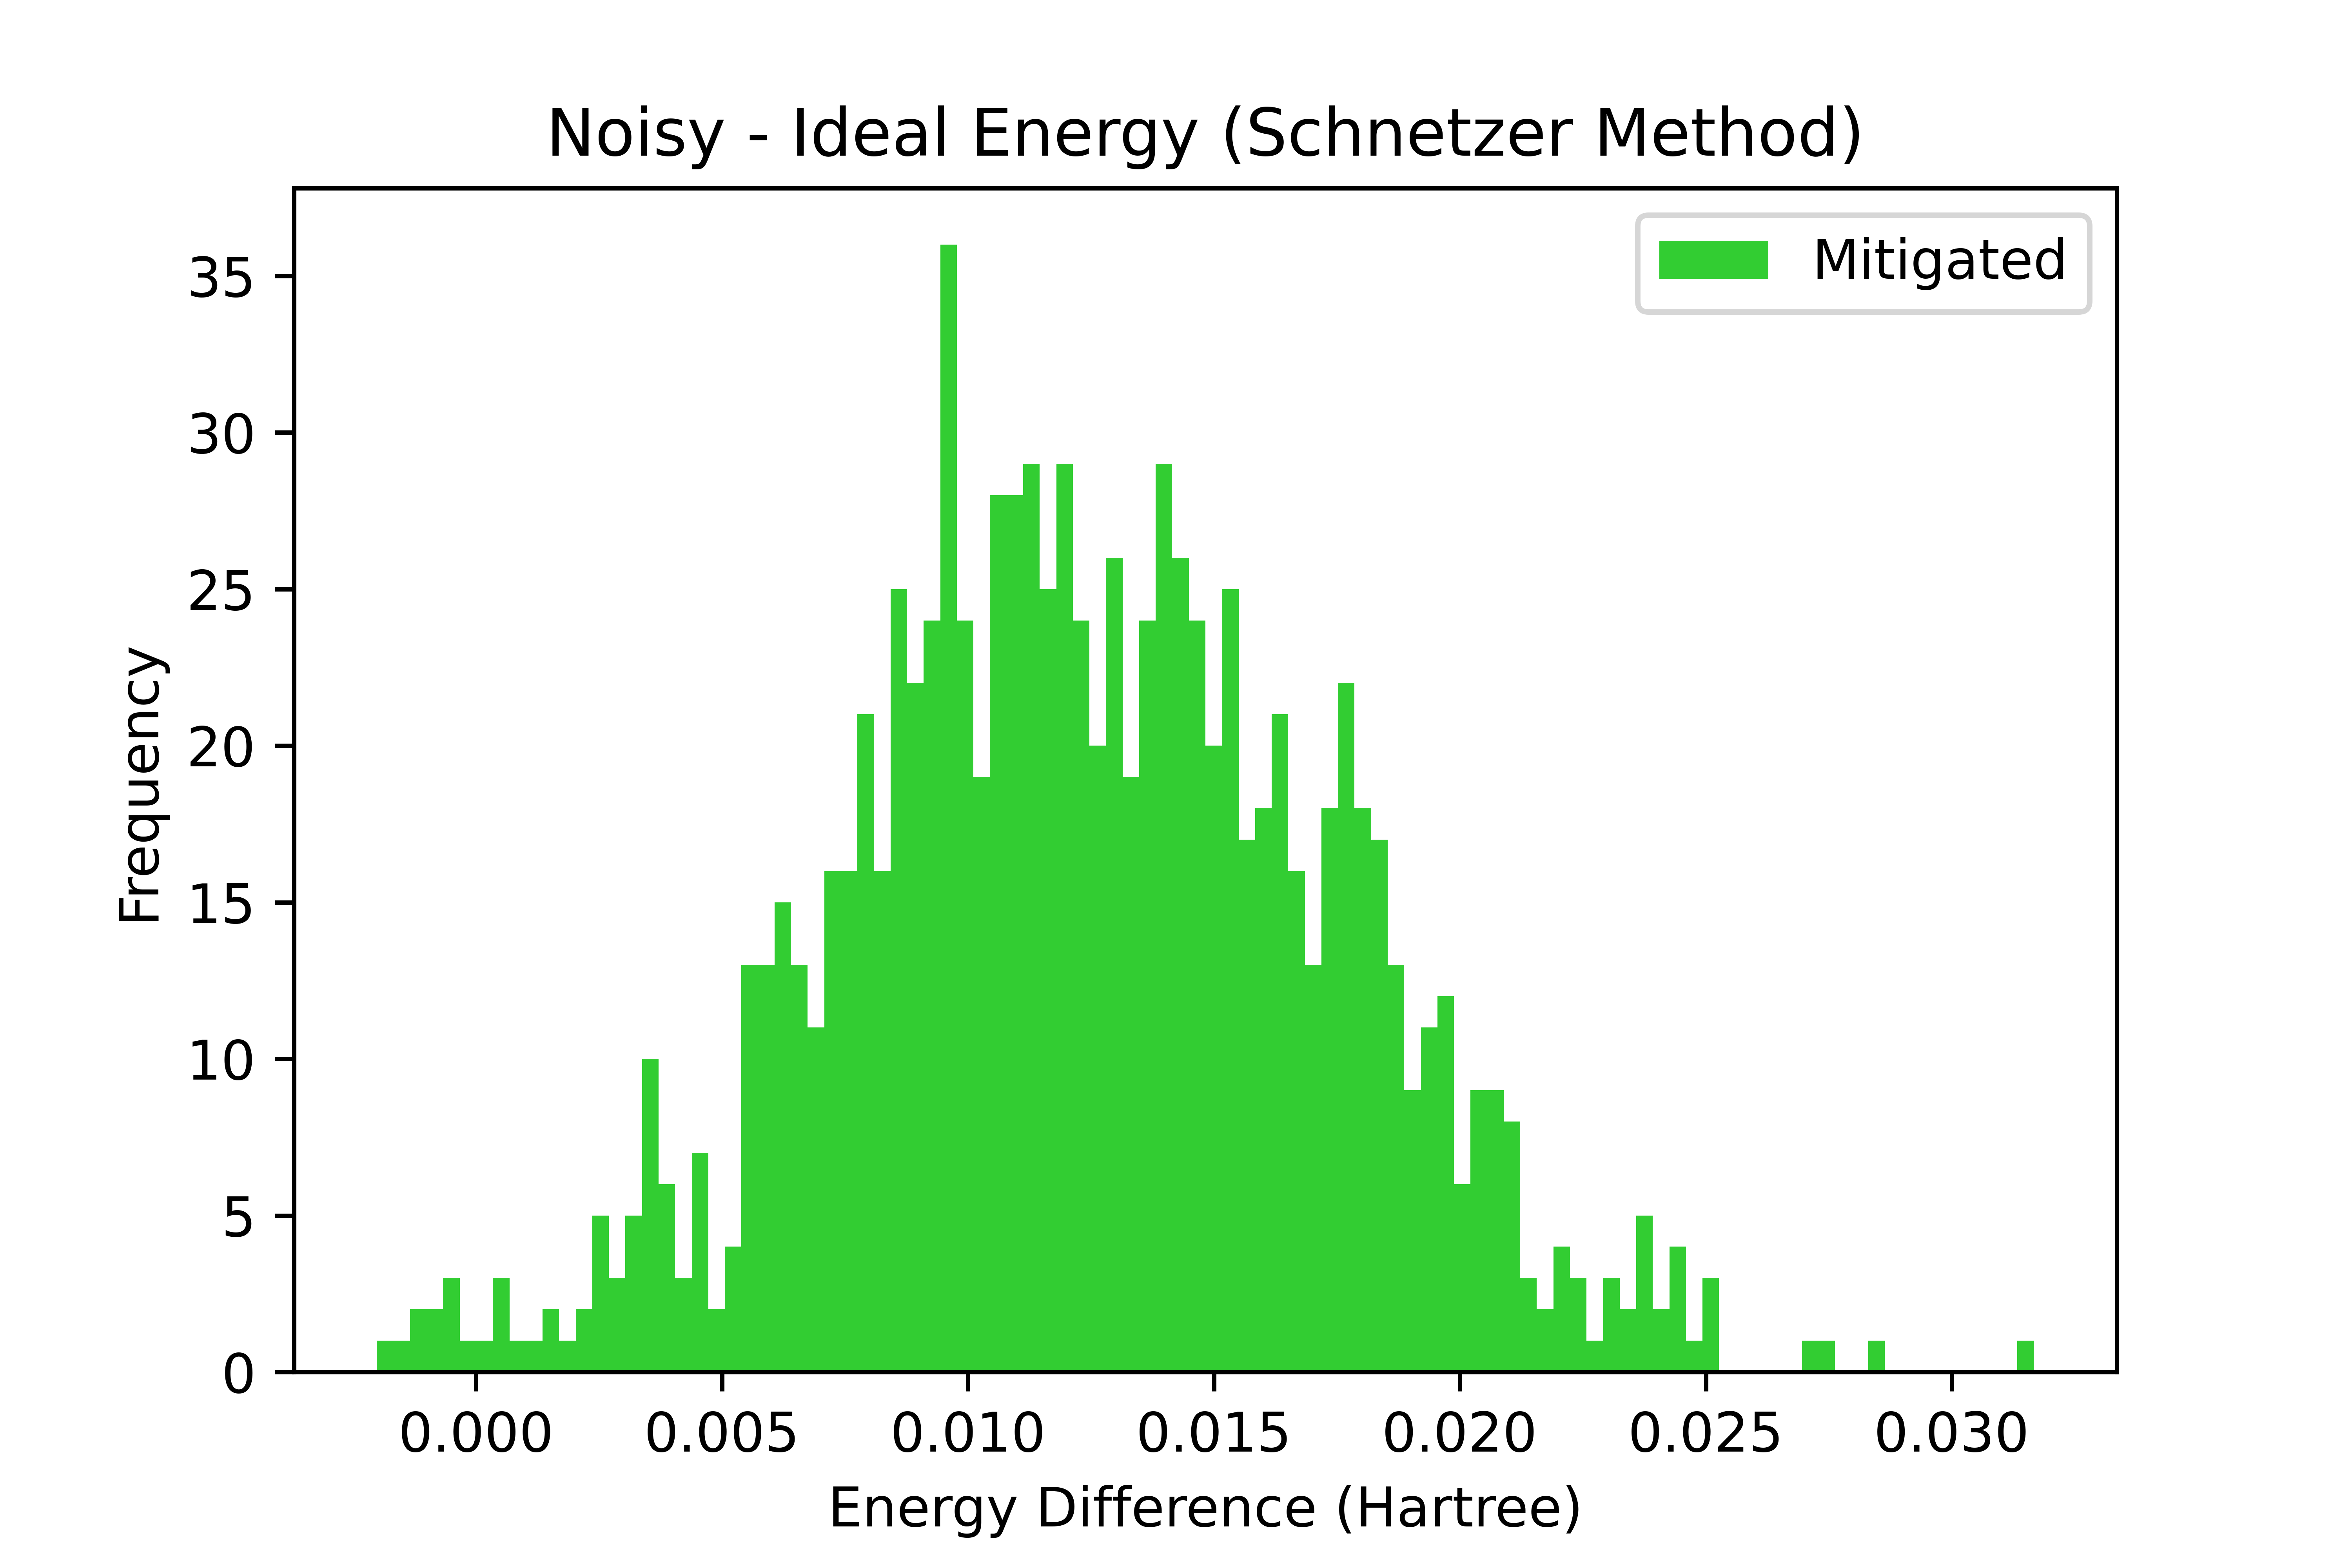 Noisy - Ideal Energy (Schnetzer Method)
Mitigated
35
30
25
20
15
10
5
0
Frequency
0.000 0.005 0.010 0.015 0.020 0.025 0.030
Energy Difference (Hartree)